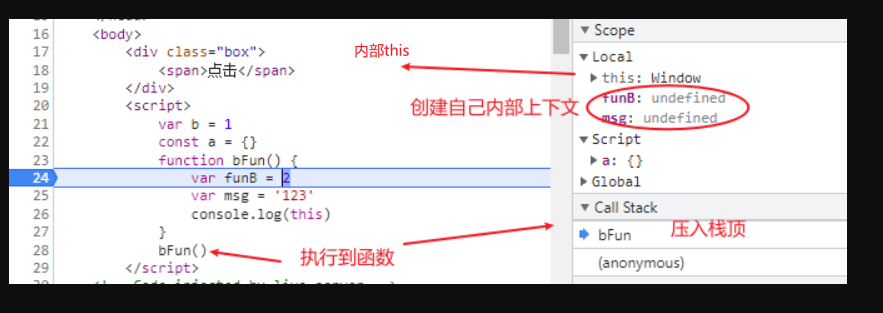 16 <body>
17 <div class="box">
18 <span>点击</span>
19 </div>
20 <script>
21 var b = 1
22 const a = {}
23 function bFun() {
24 var funB = 2
25 var msg = '123'
26 console.log(this)
27 }
28 bFun()
29 </script>
内部this
创建自己内部上下文
执行到函数
Scope
Local
this: Window
funB: undefined
msg: undefined
Script
a: {}
Global
Call Stack
bFun
压入栈顶
(anonymous)